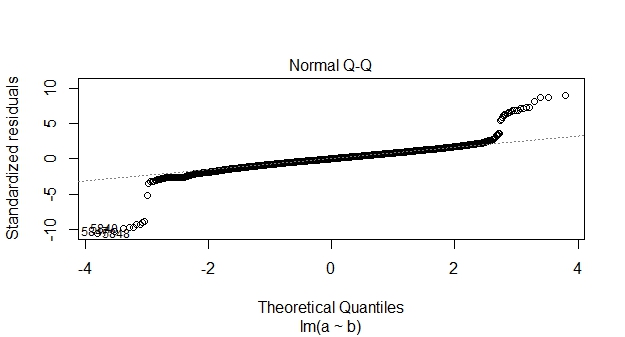 Normal Q-Q
Standardized residuals
10
5
0
-5
-10
-4
-2
0
2
4
Theoretical Quantiles
lm(a ~ b)